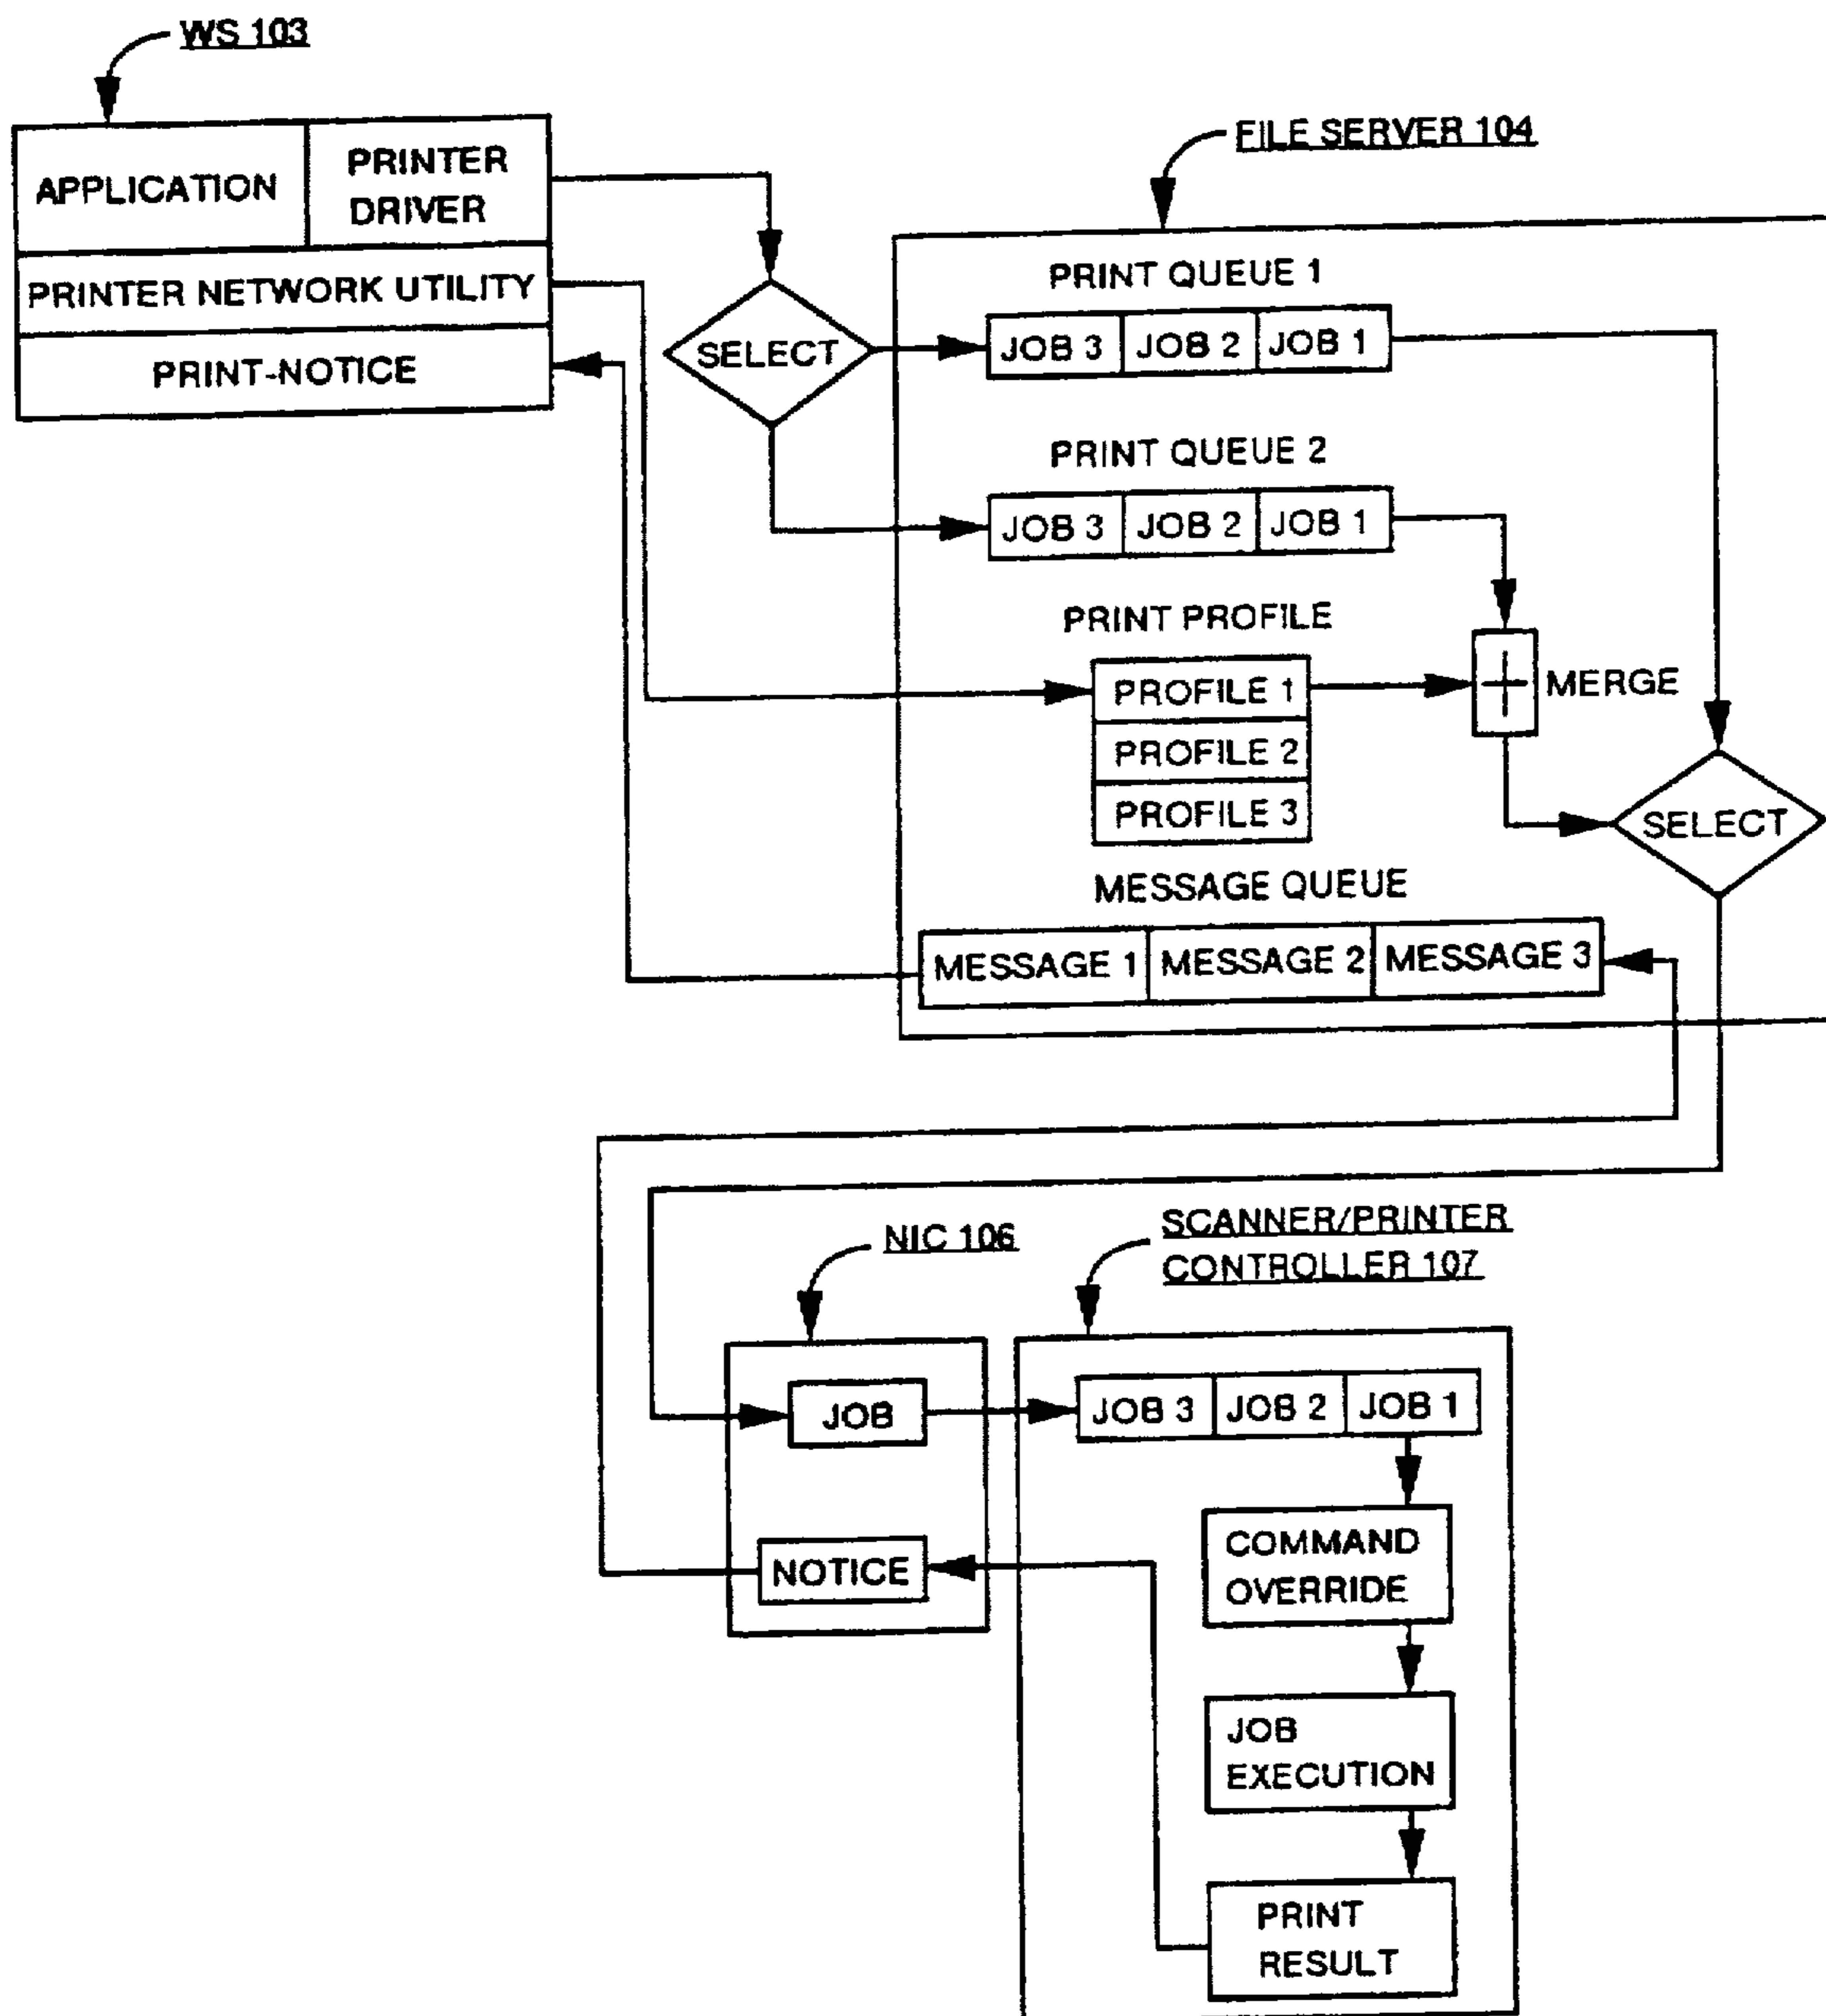 WS 103
APPLICATION
PRINTER
DRIVER
PRINTER NETWORK UTILITY
PRINT-NOTICE
SELECT
FILE SERVER 104
PRINT QUEUE 1
JOB 3 JOB 2 JOB 1
PRINT QUEUE 2
JOB 3 JOB 2 JOB 1
PRINT PROFILE
PROFILE 1
PROFILE 2
PROFILE 3
MERGE
SELECT
MESSAGE QUEUE
MESSAGE 1 MESSAGE 2 MESSAGE 3
NIC 106
JOB
NOTICE
SCANNER/PRINTER
CONTROLLER 107
JOB 3 JOB 2 JOB 1
COMMAND
OVERRIDE
JOB
EXECUTION
PRINT
RESULT